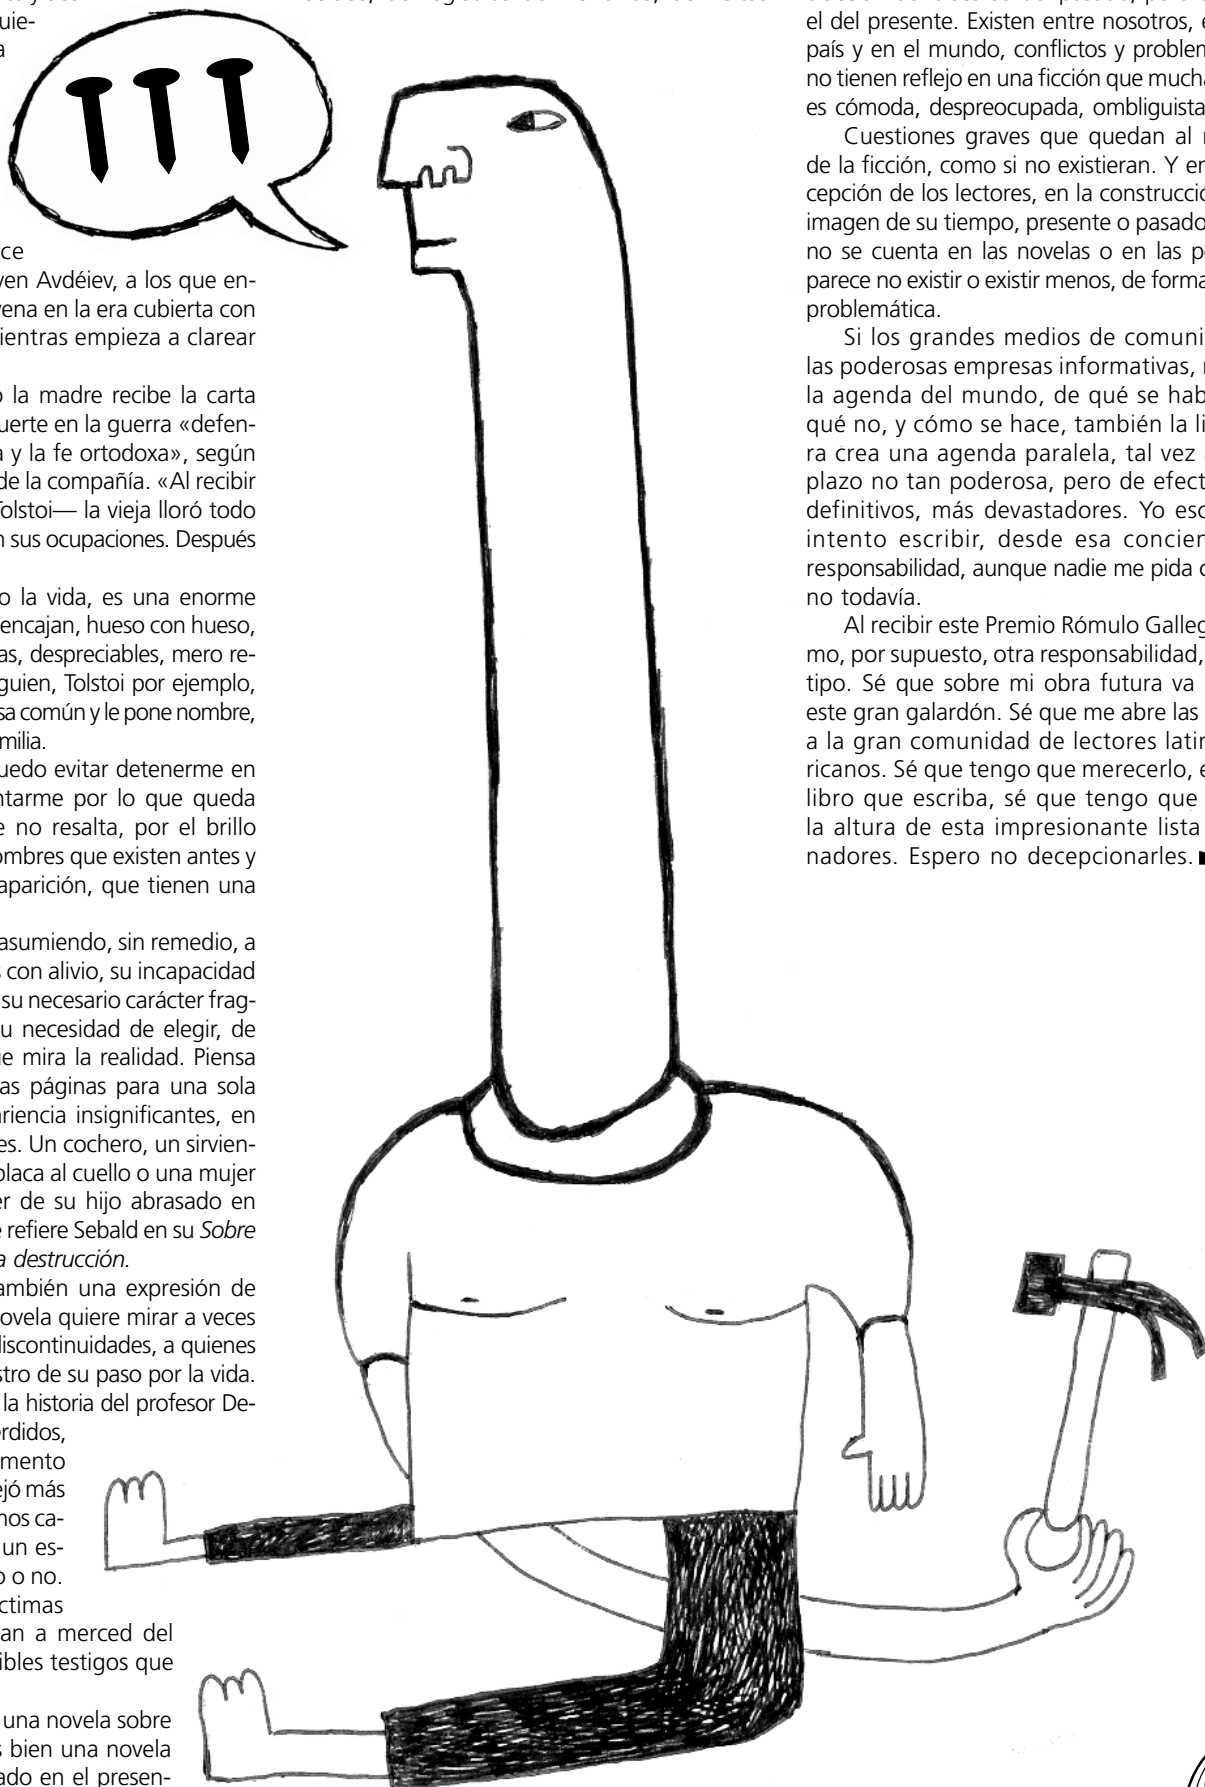 quie-
a
ce
ven Avdéiev, a los que en-
vena en la era cubierta con
ientras empieza a clarear
o la madre recibe la carta
uerte en la guerra «defen-
a y la fe ortodoxa», según
de la compañía. «Al recibir
Tolstoi— la vieja lloró todo
n sus ocupaciones. Después
o la vida, es una enorme
encajan, hueso con hueso,
as, despreciables, mero re-
guien, Tolstoi por ejemplo,
sa común y le pone nombre,
milia.
uedo evitar detenerme en
ntarme por lo que queda
e no resalta, por el brillo
ombres que existen antes y
aparición, que tienen una
asumiendo, sin remedio, a
s con alivio, su incapacidad
su necesario carácter frag-
u necesidad de elegir, de
ue mira la realidad. Piensa
as páginas para una sola
ariencia insignificantes, en
es. Un cochero, un sirvien-
placa al cuello o una mujer
er de su hijo abrasado en
e refiere Sebald en su Sobre
a destrucción.
ambién una expresión de
ovela quiere mirar a veces
discontinuidades, a quienes
stro de su paso por la vida.
la historia del profesor De-
erdidos,
mento
ejó más
nos ca-
un es-
o o no.
ctimas
an a merced del
ibles testigos que
una novela sobre
s bien una novela
ado en el presen-
el del presente. Existen entre nosotros, e
país y en el mundo, conflictos y problem
no tienen reflejo en una ficción que mucha
es cómoda, despreocupada, ombliguista
Cuestiones graves que quedan al
de la ficción, como si no existieran. Y en
cepción de los lectores, en la construcció
imagen de su tiempo, presente o pasado
no se cuenta en las novelas o en las pe
parece no existir o existir menos, de forma
problemática.
Si los grandes medios de comuni
las poderosas empresas informativas,
la agenda del mundo, de qué se hab
qué no, y cómo se hace, también la li
ra crea una agenda paralela, tal vez
plazo no tan poderosa, pero de efect
definitivos, más devastadores. Yo esc
intento escribir, desde esa concien
responsabilidad, aunque nadie me pida
no todavía.
Al recibir este Premio Rómulo Galleg
mo, por supuesto, otra responsabilidad,
tipo. Sé que sobre mi obra futura va
este gran galardón. Sé que me abre las
a la gran comunidad de lectores latin
ricanos. Sé que tengo que merecerlo, e
libro que escriba, sé que tengo que
la altura de esta impresionante lista
nadores. Espero no decepcionarles.